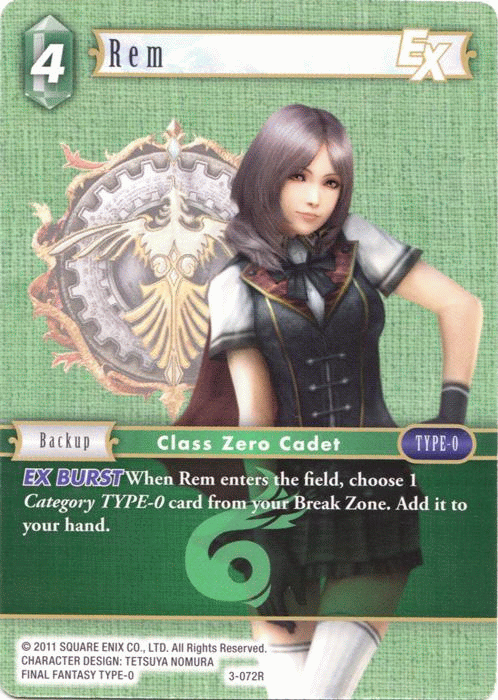 4
Rem
EX
Backup
Class Zero Cadet
TYPE-0
EX BURST When Rem enters the field, choose 1
Category TYPE-0 card from your Break Zone. Add it to
your hand.
© 2011 SQUARE ENIX CO., LTD. All Rights Reserved.
CHARACTER DESIGN: TETSUYA NOMURA
FINAL FANTASY TYPE-0
3-072R